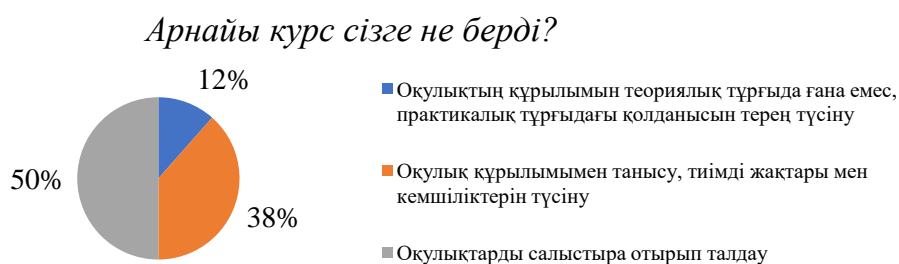 Арнайы курс сізге не берді?
12%
Оқулықтың құрылымын теориялық тұрғыда ғана емес,
практикалық тұрғыдағы қолданысын терең түсіну
50%
Оқулық құрылымымен танысу, тиімді жақтары мен
кемшіліктерін түсіну
38%
Оқулықтарды салыстыра отырып талдау